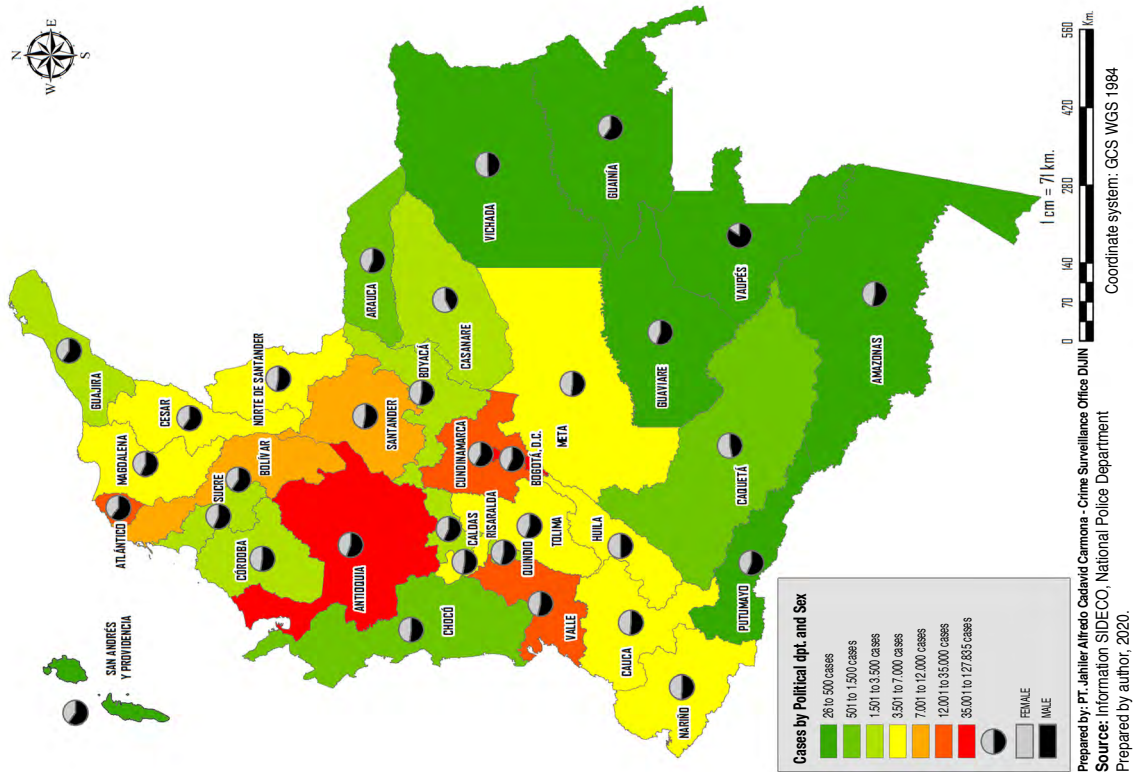 N
W
E
S
SAN ANDRÉS
Y PROVIDENCIA
GUAJIRA
ATLÁNTICO
MAGDALENA
CESAR
NORTE DE SANTANDER
SUCRE
BOLÍVAR
CÓRDOBA
ANTIOQUIA
SANTANDER
BOYACÁ
ARAUCA
CASANARE
VICHADA
CHOCÓ
CALDAS
RISARALDA
CUNDINAMARCA
BOGOTÁ, D.C.
QUINDIO
TOLIMA
VALLE
META
GUAINÍA
HUILA
CAUCA
NARIÑO
GUAVIARE
VAUPÉS
CAQUETÁ
PUTUMAYO
AMAZONAS
Cases by Political dpt. and Sex
26 to 500 cases
501 to 1.500 cases
1.501 to 3.500 cases
3.501 to 7.000 cases
7.001 to 12.000 cases
12.001 to 35.000 cases
35.001 to 127.835 cases
FEMALE
MALE
1 cm = 71 km.
0 70 140 280 420 560
Km.
Coordinate system: GCS WGS 1984
Prepared by: PT. Jahiler Alfredo Cadavid Carmona - Crime Surveillance Office DIJIN
Source: Information SIDECO, National Police Department
Prepared by author, 2020.